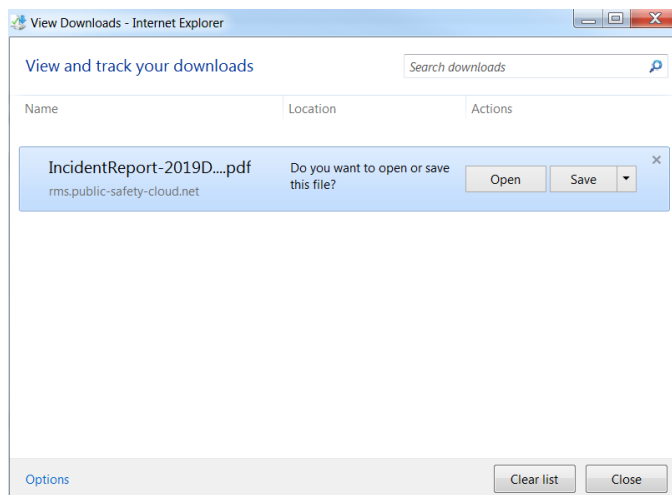 View Downloads - Internet Explorer
View and track your downloads
Search downloads
Name Location Actions
IncidentReport-2019D....pdf
rms.public-safety-cloud.net
Do you want to open or save
this file?
Open Save
Options Clear list Close